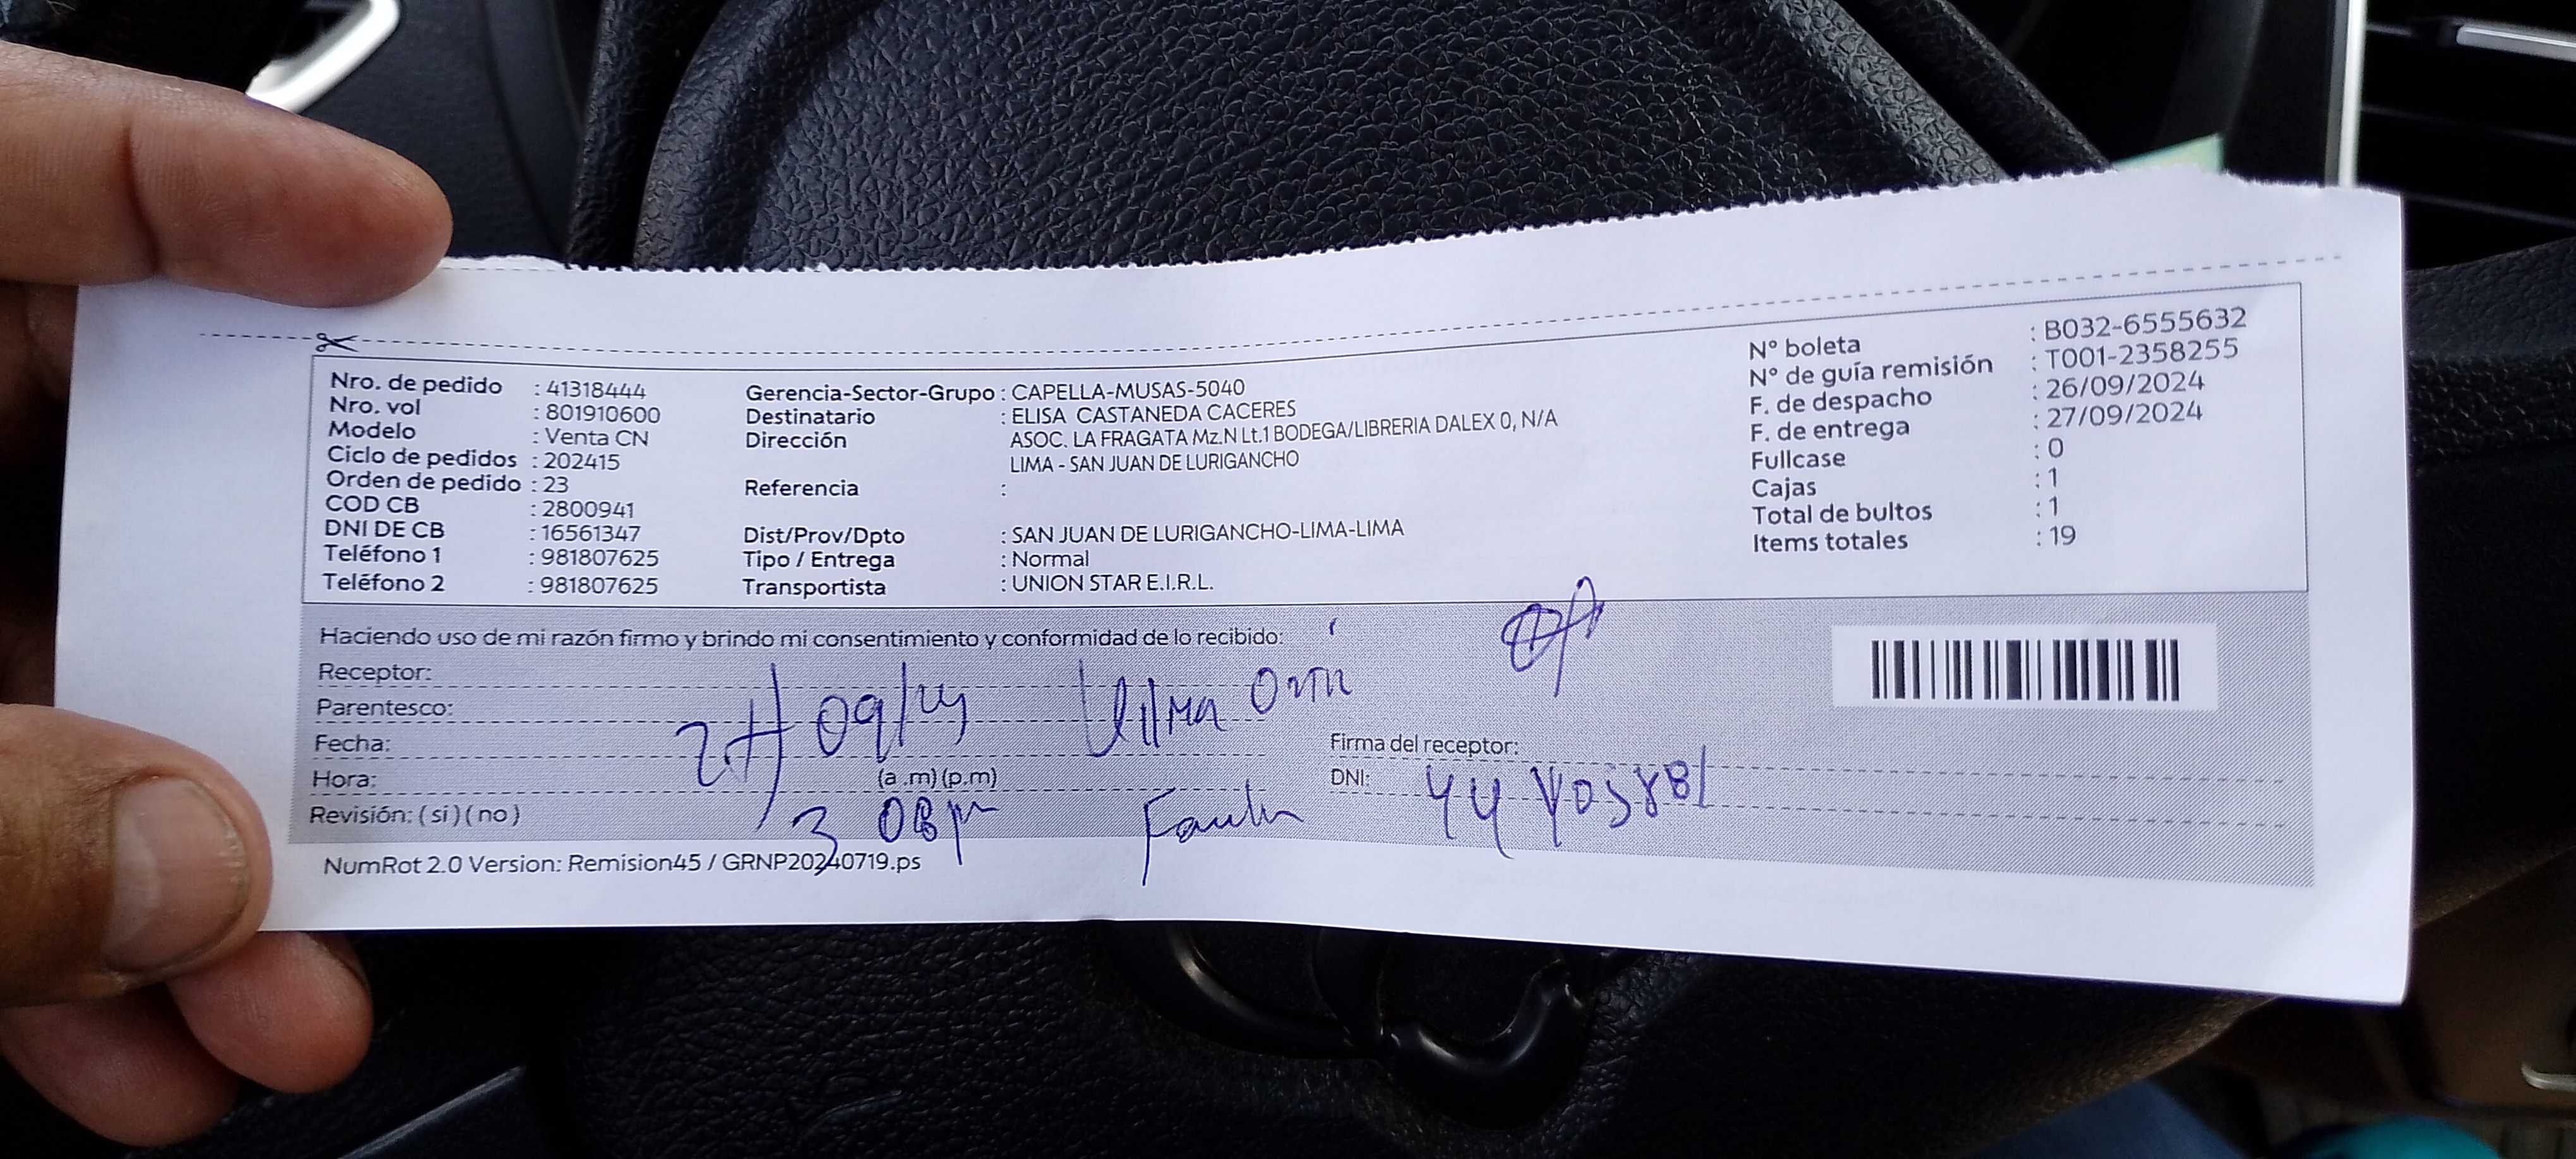 Nro. de pedido : 41318444
Nro. vol : 801910600
Modelo : Venta CN
Ciclo de pedidos : 202415
Orden de pedido : 23
COD CB : 2800941
DNI DE CB : 16561347
Teléfono 1 : 981807625
Teléfono 2 : 981807625
Gerencia-Sector-Grupo : CAPELLA-MUSAS-5040
Destinatario : ELISA CASTANEDA CACERES
Dirección ASOC. LA FRAGATA Mz.N Lt.1 BODEGA/LIBRERIA DALEX 0, N/A
LIMA - SAN JUAN DE LURIGANCHO
Referencia :
Dist/Prov/Dpto : SAN JUAN DE LURIGANCHO-LIMA-LIMA
Tipo / Entrega : Normal
Transportista : UNION STAR E.I.R.L.
N° boleta : B032-6555632
N° de guía remisión : T001-2358255
F. de despacho : 26/09/2024
F. de entrega : 27/09/2024
Fullcase : 0
Cajas : 1
Total de bultos : 1
Items totales : 19
Haciendo uso de mi razón firmo y brindo mi consentimiento y conformidad de lo recibido:
Receptor:
Parentesco:
Fecha:
Firma del receptor:
Hora: (a .m) (p.m)
DNI:
Revisión: ( si ) ( no )
3 08 pm
NumRot 2.0 Version: Remision45 / GRNP20240719.ps